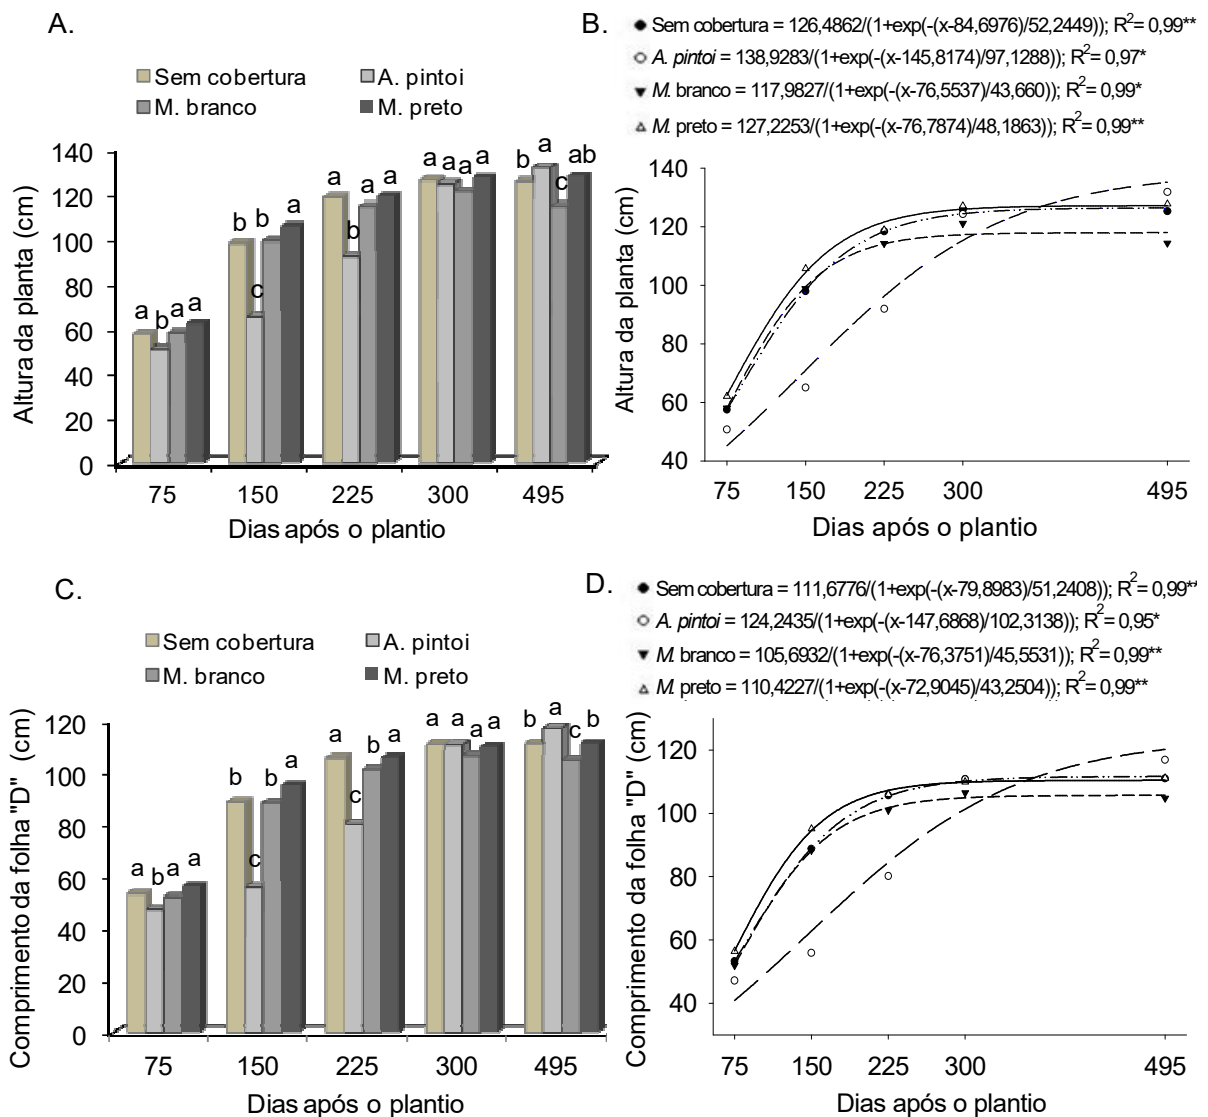 A.
Sem cobertura A. pintoi
M. branco M. preto
Altura da planta (cm)
140
120
100
80
60
40
20
0
a b a a
b c b a
a b a a
a a a a
b a c ab
75 150 225 300 495
Dias após o plantio
B.
Sem cobertura = 126,4862/(1+exp(-(x-84,6976)/52,2449)); R²= 0,99**
A. pintoi = 138,9283/(1+exp(-(x-145,8174)/97,1288)); R²= 0,97*
M. branco = 117,9827/(1+exp(-(x-76,5537)/43,660)); R²= 0,99*
M. preto = 127,2253/(1+exp(-(x-76,7874)/48,1863)); R²= 0,99**
Altura da planta (cm)
140
120
100
80
60
40
75 150 225 300 495
Dias após o plantio
C.
Sem cobertura A. pintoi
M. branco M. preto
Comprimento da folha "D" (cm)
120
100
80
60
40
20
0
a b a a
b c b a
a c b a
a a a a
b a c b
75 150 225 300 495
Dias após o plantio
D.
Sem cobertura = 111,6776/(1+exp(-(x-79,8983)/51,2408)); R²= 0,99**
A. pintoi = 124,2435/(1+exp(-(x-147,6868)/102,3138)); R²= 0,95*
M. branco = 105,6932/(1+exp(-(x-76,3751)/45,5531)); R²= 0,99**
M. preto = 110,4227/(1+exp(-(x-72,9045)/43,2504)); R²= 0,99**
Comprimento da folha "D" (cm)
120
100
80
60
40
75 150 225 300 495
Dias após o plantio